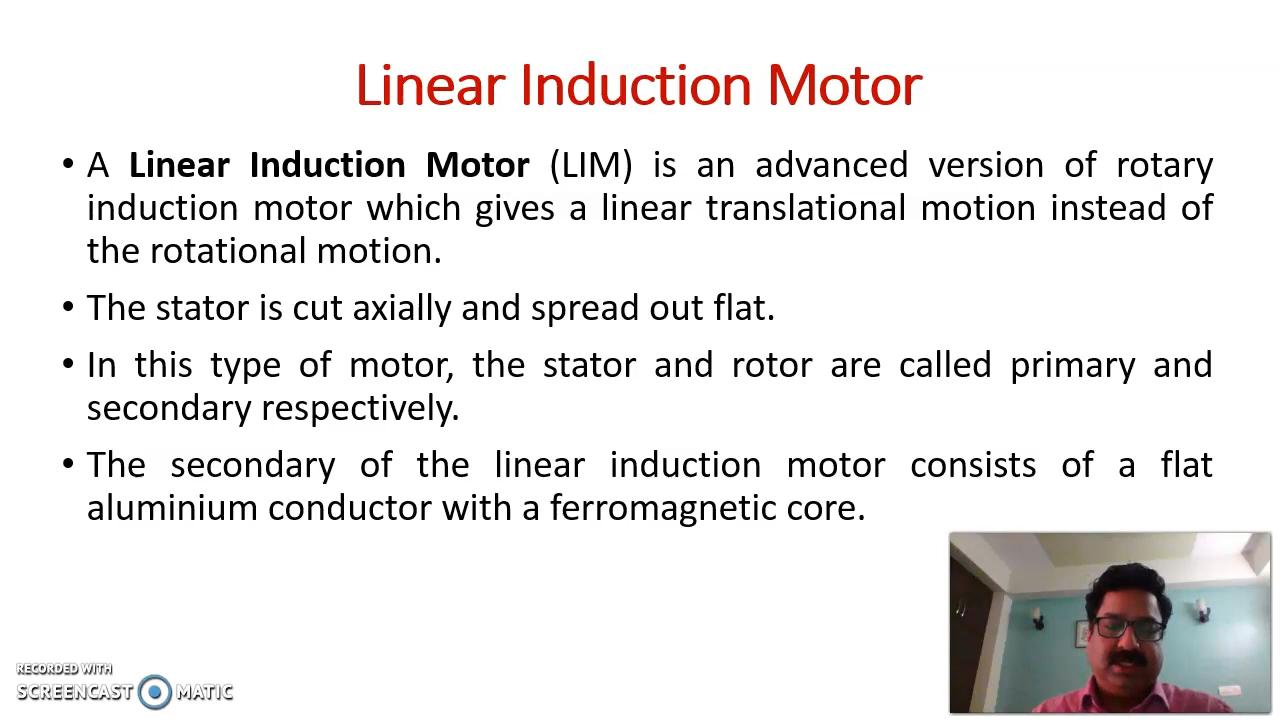 Linear Induction Motor
• A Linear Induction Motor (LIM) is an advanced version of rotary
induction motor which gives a linear translational motion instead of
the rotational motion.
• The stator is cut axially and spread out flat.
• In this type of motor, the stator and rotor are called primary and
secondary respectively.
• The secondary of the linear induction motor consists of a flat
aluminium conductor with a ferromagnetic core.
RECORDED WITH
SCREENCAST MATIC